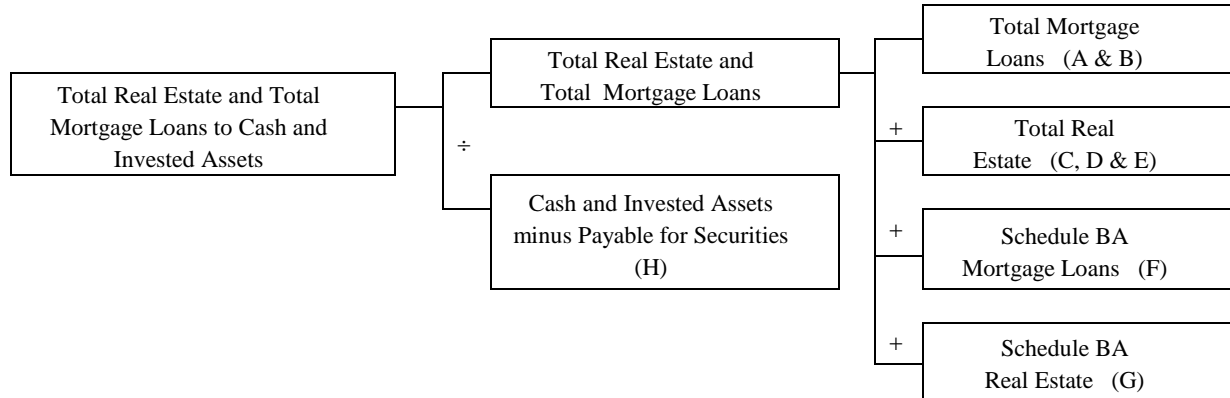 Total Real Estate and Total
Mortgage Loans to Cash and
Invested Assets
÷
Total Real Estate and
Total Mortgage Loans
Cash and Invested Assets
minus Payable for Securities
(H)
Total Mortgage
Loans (A & B)
+
Total Real
Estate (C, D & E)
+
Schedule BA
Mortgage Loans (F)
+
Schedule BA
Real Estate (G)